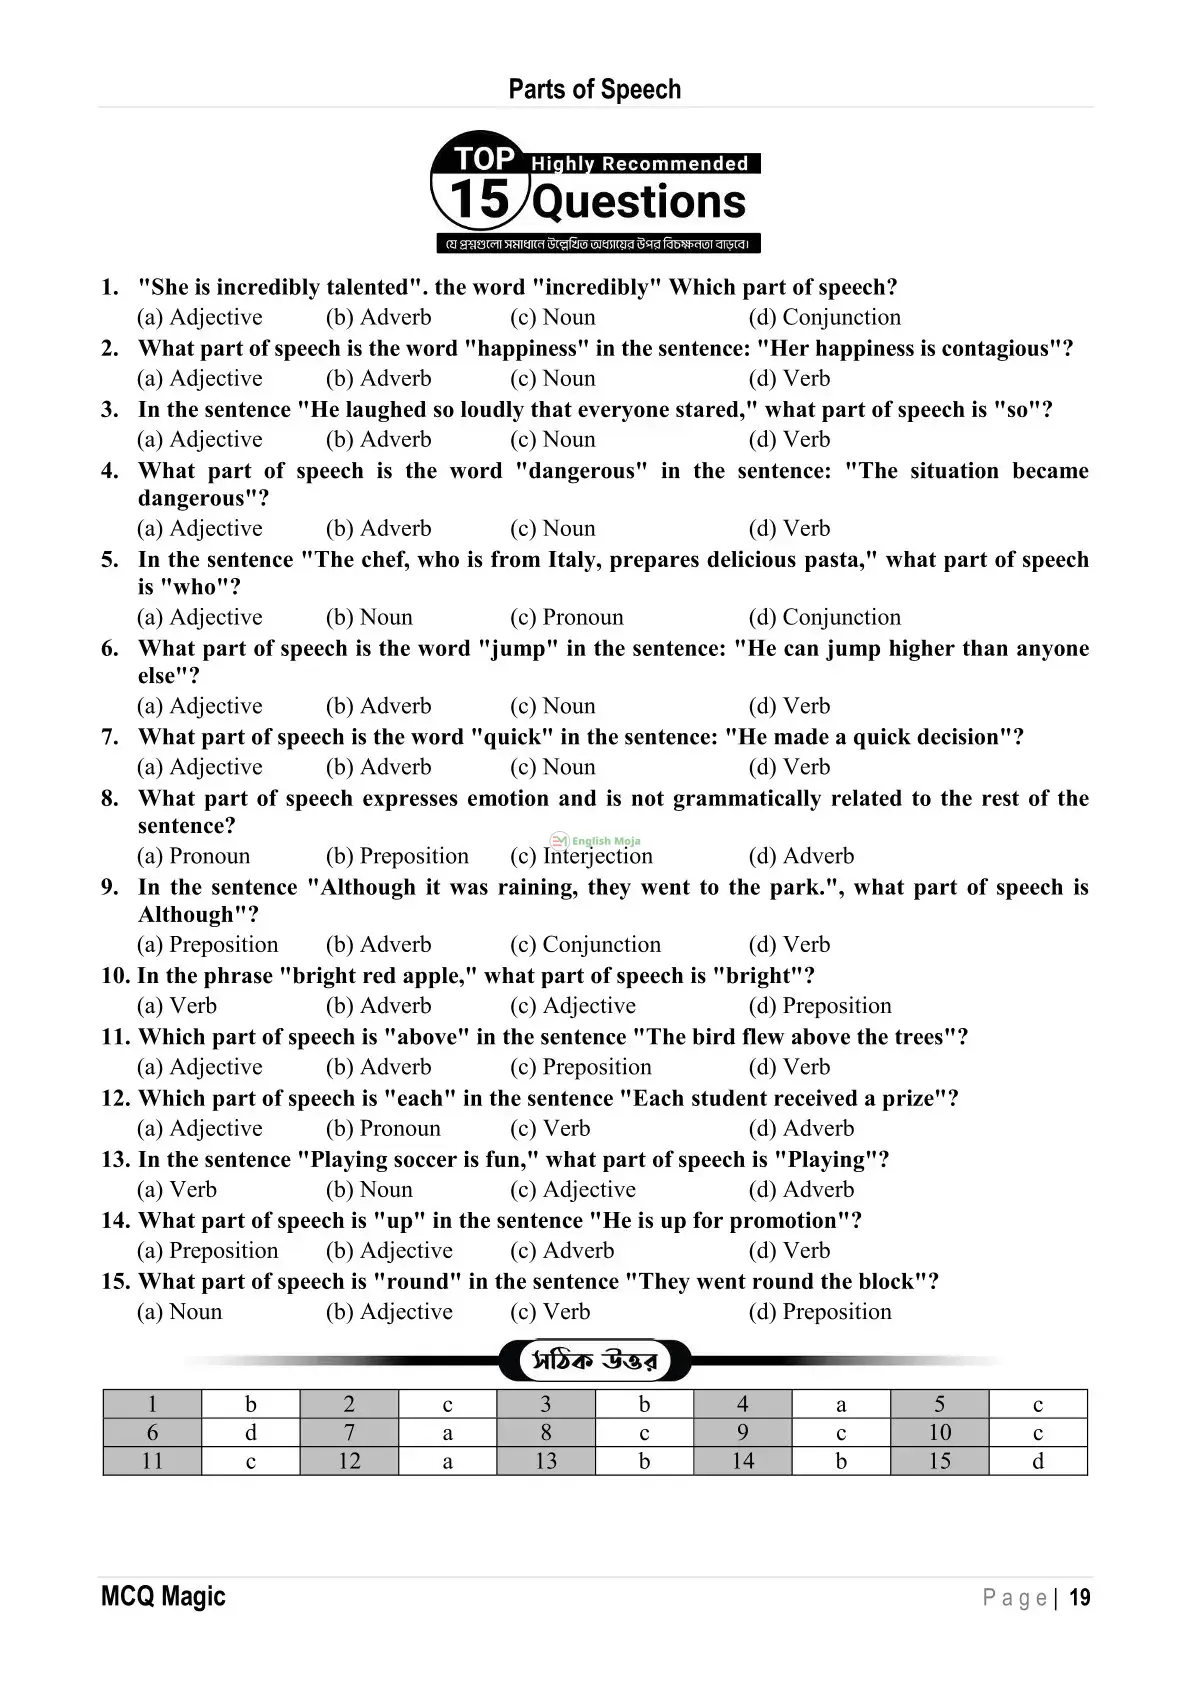 Parts of Speech
TOP 15 Highly Recommended Questions
যে প্রশ্নগুলো সমাধানে উল্লেখিত অধ্যায়ের উপর বিচক্ষনতা বাড়বে।
1. "She is incredibly talented". the word "incredibly" Which part of speech?
(a) Adjective (b) Adverb (c) Noun (d) Conjunction
2. What part of speech is the word "happiness" in the sentence: "Her happiness is contagious"?
(a) Adjective (b) Adverb (c) Noun (d) Verb
3. In the sentence "He laughed so loudly that everyone stared," what part of speech is "so"?
(a) Adjective (b) Adverb (c) Noun (d) Verb
4. What part of speech is the word "dangerous" in the sentence: "The situation became
dangerous"?
(a) Adjective (b) Adverb (c) Noun (d) Verb
5. In the sentence "The chef, who is from Italy, prepares delicious pasta," what part of speech
is "who"?
(a) Adjective (b) Noun (c) Pronoun (d) Conjunction
6. What part of speech is the word "jump" in the sentence: "He can jump higher than anyone
else"?
(a) Adjective (b) Adverb (c) Noun (d) Verb
7. What part of speech is the word "quick" in the sentence: "He made a quick decision"?
(a) Adjective (b) Adverb (c) Noun (d) Verb
8. What part of speech expresses emotion and is not grammatically related to the rest of the
sentence?
English Moja
(a) Pronoun (b) Preposition (c) Interjection (d) Adverb
9. In the sentence "Although it was raining, they went to the park.", what part of speech is
Although"?
(a) Preposition (b) Adverb (c) Conjunction (d) Verb
10. In the phrase "bright red apple," what part of speech is "bright"?
(a) Verb (b) Adverb (c) Adjective (d) Preposition
11. Which part of speech is "above" in the sentence "The bird flew above the trees"?
(a) Adjective (b) Adverb (c) Preposition (d) Verb
12. Which part of speech is "each" in the sentence "Each student received a prize"?
(a) Adjective (b) Pronoun (c) Verb (d) Adverb
13. In the sentence "Playing soccer is fun," what part of speech is "Playing"?
(a) Verb (b) Noun (c) Adjective (d) Adverb
14. What part of speech is "up" in the sentence "He is up for promotion"?
(a) Preposition (b) Adjective (c) Adverb (d) Verb
15. What part of speech is "round" in the sentence "They went round the block"?
(a) Noun (b) Adjective (c) Verb (d) Preposition
সঠিক উত্তর
1 b 2 c 3 b 4 a 5 c
6 d 7 a 8 c 9 c 10 c
11 c 12 a 13 b 14 b 15 d
MCQ Magic Page| 19